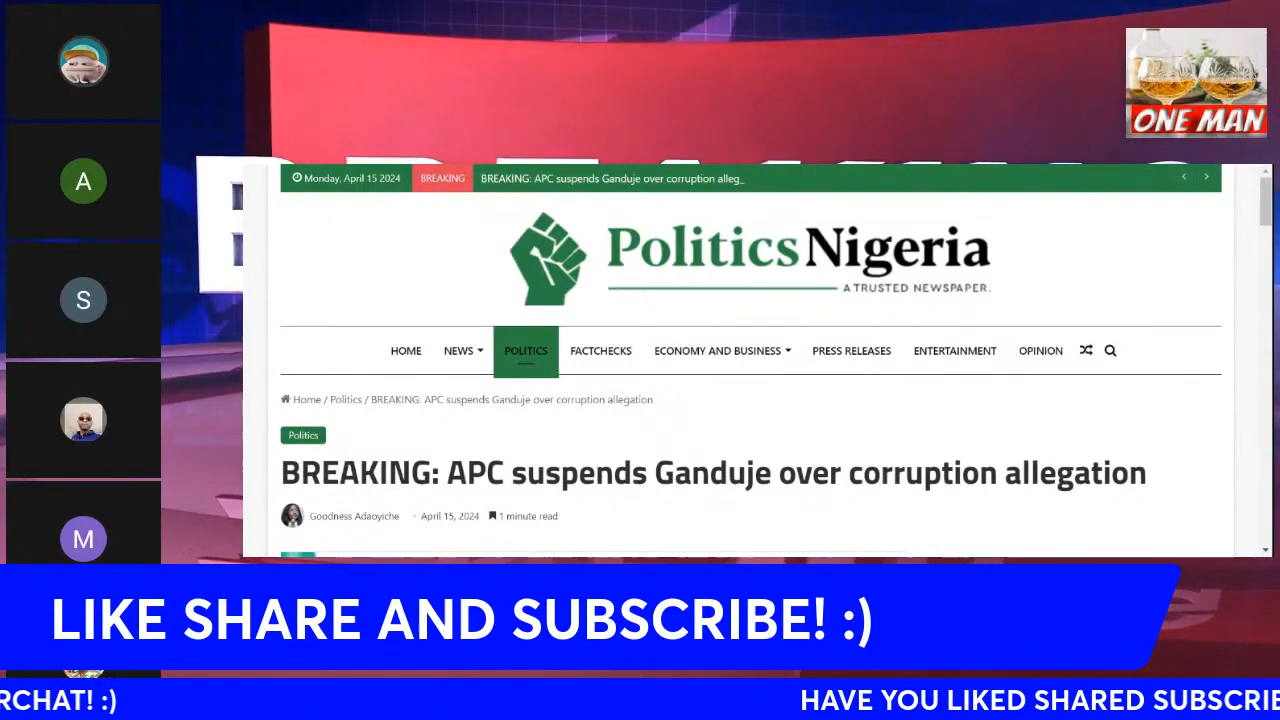 ONE MAN
Monday, April 15 2024
BREAKING
BREAKING: APC suspends Ganduje over corruption alleg_
Politics Nigeria
A TRUSTED NEWSPAPER.
HOME NEWS POLITICS FACTCHECKS ECONOMY AND BUSINESS PRESS RELEASES ENTERTAINMENT OPINION
Home / Politics / BREAKING: APC suspends Ganduje over corruption allegation
Politics
BREAKING: APC suspends Ganduje over corruption allegation
Goodness Adaoyiche · April 15, 2024 1 minute read
A
S
M
LIKE SHARE AND SUBSCRIBE! :)
RCHAT! :) HAVE YOU LIKED SHARED SUBSCRIBE